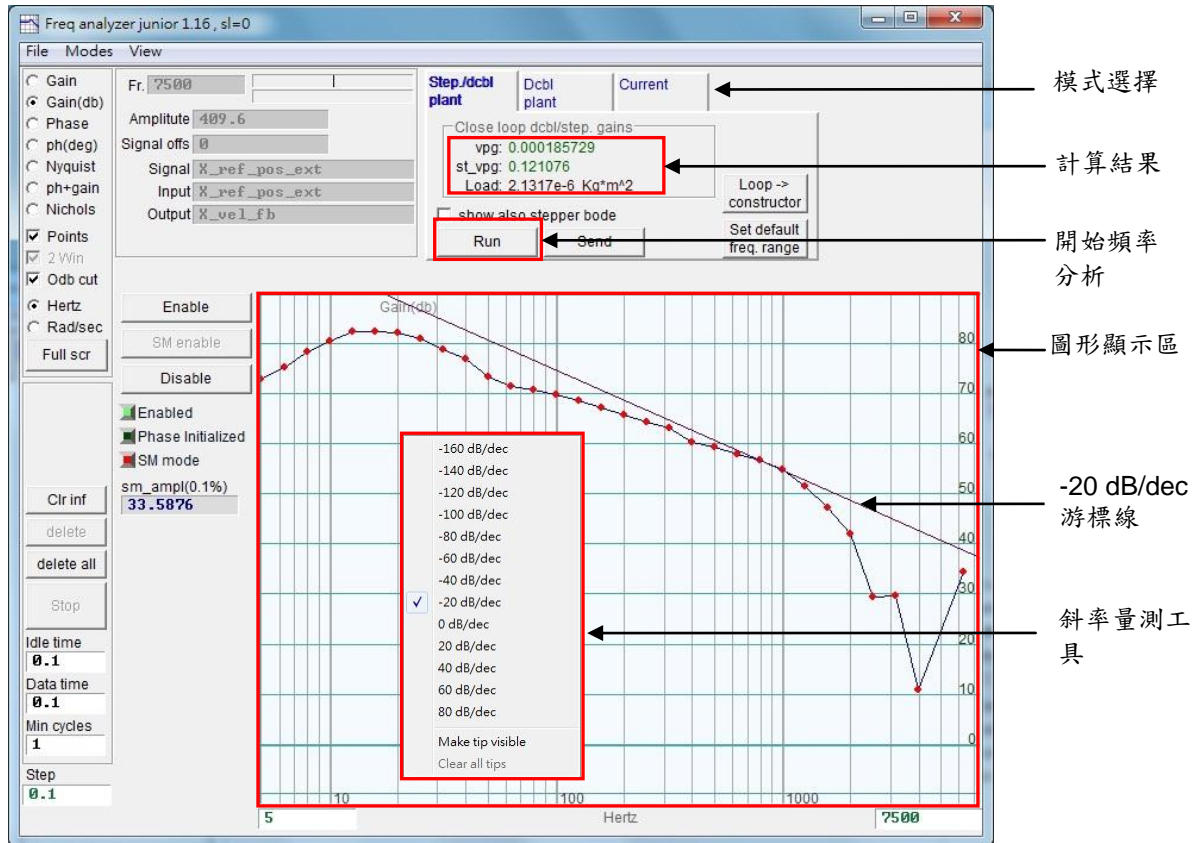 Freq analyzer junior 1.16 , sl=0
File Modes View
Gain
Gain(db)
Phase
ph(deg)
Nyquist
ph+gain
Nichols
Points
2 Win
0db cut
Hertz
Rad/sec
Full scr
Fr. 7500
Amplitude 409.6
Signal offs 0
Signal X_ref_pos_ext
Input X_ref_pos_ext
Output X_vel_fb
Step./dcbl plant
Dcbl plant
Current
Close loop dcbl/step. gains
vpg: 0.000185729
st_vpg: 0.121076
Load: 2.1317e-6 Kg*m^2
show also stepper bode
Run
Send
Loop -> constructor
Set default freq. range
模式選擇
計算結果
開始頻率
分析
圖形顯示區
-20 dB/dec
游標線
斜率量測工
具
Enable
SM enable
Disable
Enabled
Phase Initialized
SM mode
sm_ampl(0.1%)
33.5876
Clr inf
delete
delete all
Stop
Idle time
0.1
Data time
0.1
Min cycles
1
Step
0.1
Gain(db)
80
70
60
50
40
30
20
10
0
-160 dB/dec
-140 dB/dec
-120 dB/dec
-100 dB/dec
-80 dB/dec
-60 dB/dec
-40 dB/dec
-20 dB/dec
0 dB/dec
20 dB/dec
40 dB/dec
60 dB/dec
80 dB/dec
Make tip visible
Clear all tips
10
100
1000
5
Hertz
7500